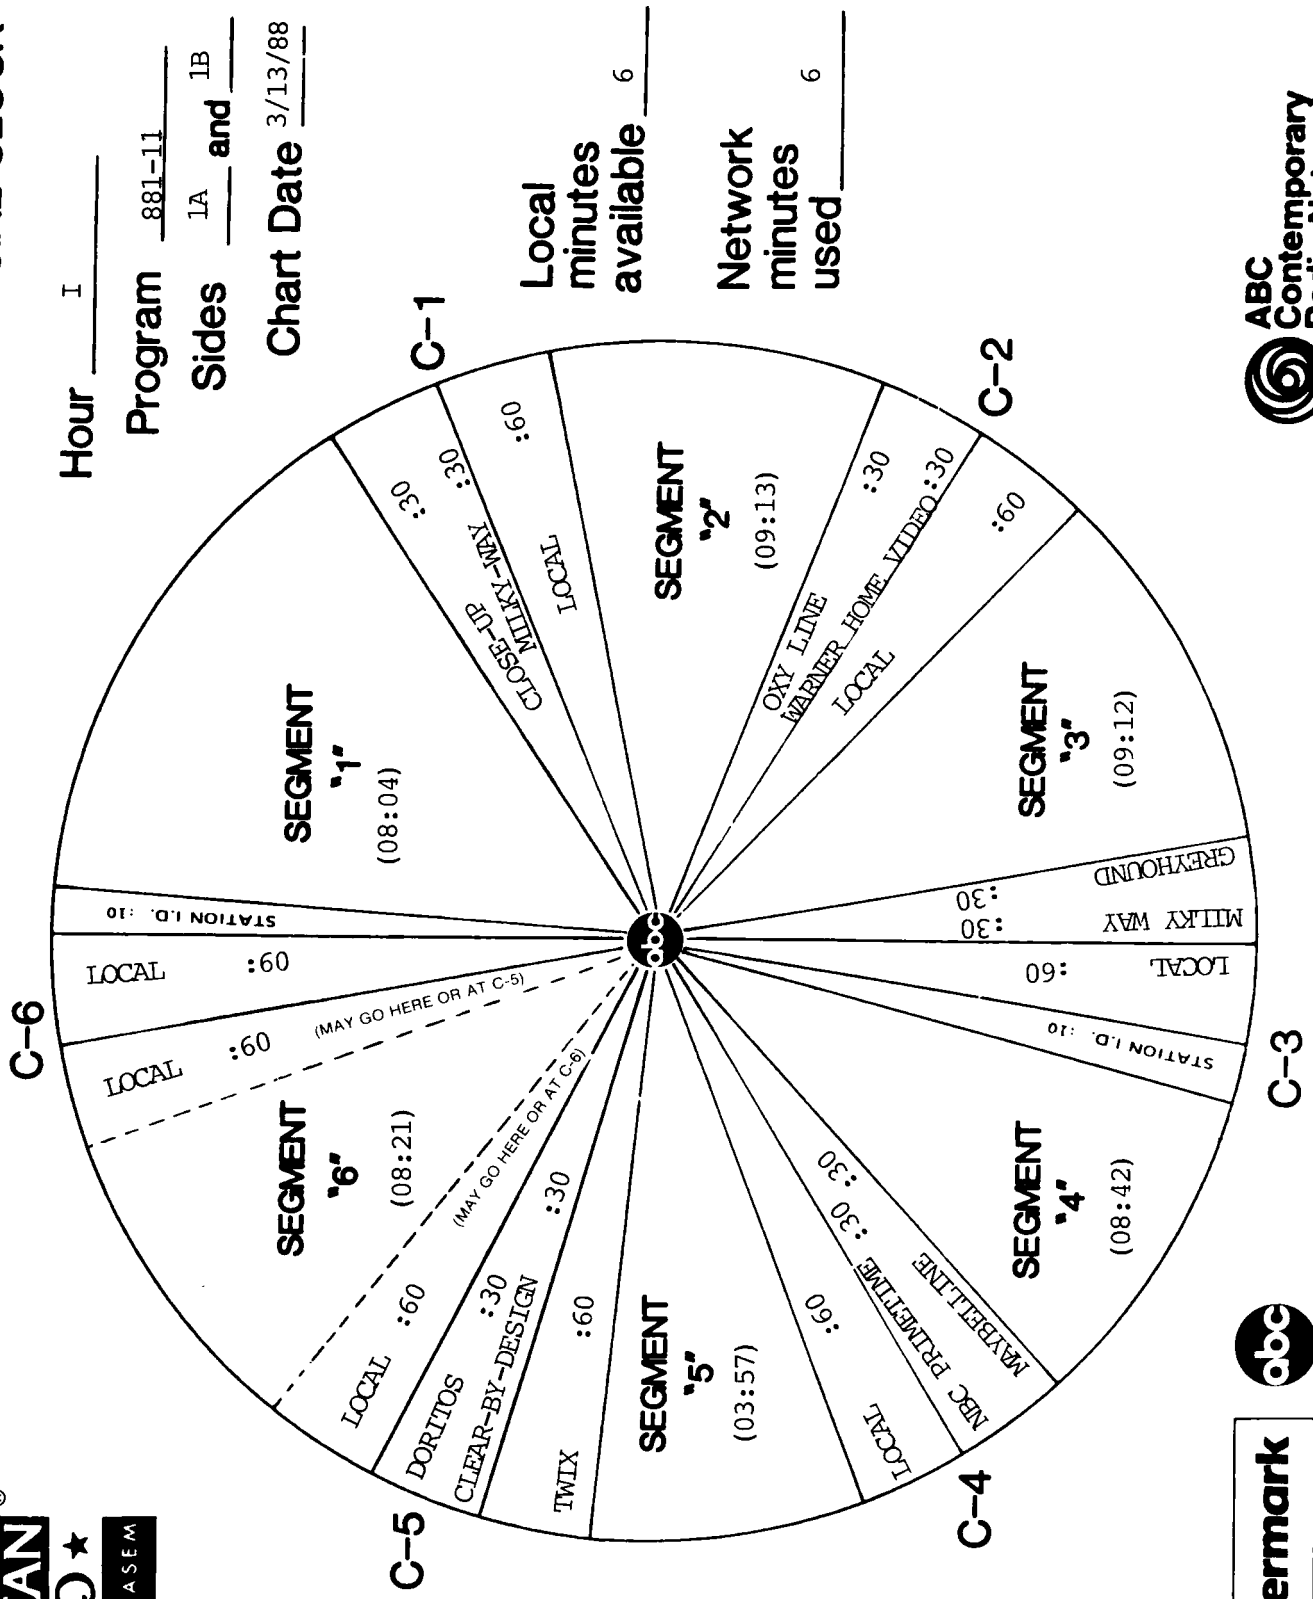 Hour I
Program 881-11
Sides 1A and 1B
Chart Date 3/13/88
Local
minutes
available 6
Network
minutes
used 6
SEGMENT
"1"
(08:04)
C-1
CLOSE-UP :30
MILKY-WAY :30
LOCAL :60
SEGMENT
"2"
(09:13)
C-2
OXY LINE :30
WARNER HOME VIDEO :30
LOCAL :60
SEGMENT
"3"
(09:12)
C-3
GREYHOUND :30
MILKY WAY :30
LOCAL :60
STATION I.D. :10
SEGMENT
"4"
(08:42)
C-4
MAYBELLINE :30
NBC PRIMETIME :30
LOCAL :60
SEGMENT
"5"
(03:57)
C-5
TWIX :60
CLEAR-BY-DESIGN :30
DORITOS :30
LOCAL :60
(MAY GO HERE OR AT C-6)
SEGMENT
"6"
(08:21)
C-6
LOCAL :60
(MAY GO HERE OR AT C-5)
LOCAL :60
STATION I.D. :10
abc
abc
ABC
Contemporary
ermark